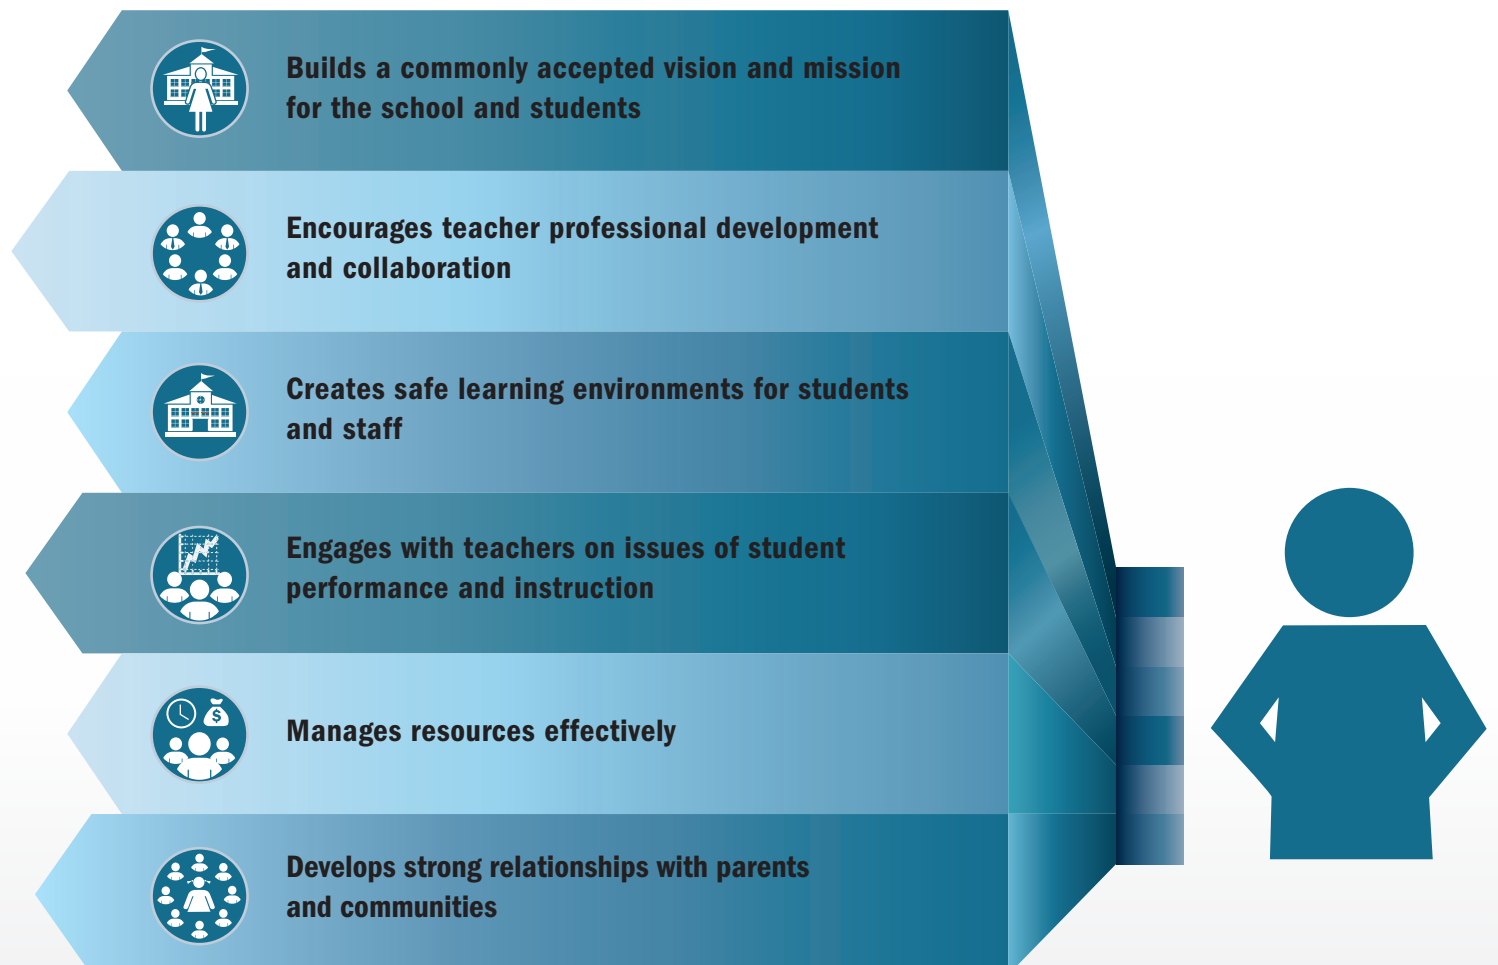 Builds a commonly accepted vision and mission
for the school and students
Encourages teacher professional development
and collaboration
Creates safe learning environments for students
and staff
Engages with teachers on issues of student
performance and instruction
$
Manages resources effectively
Develops strong relationships with parents
and communities